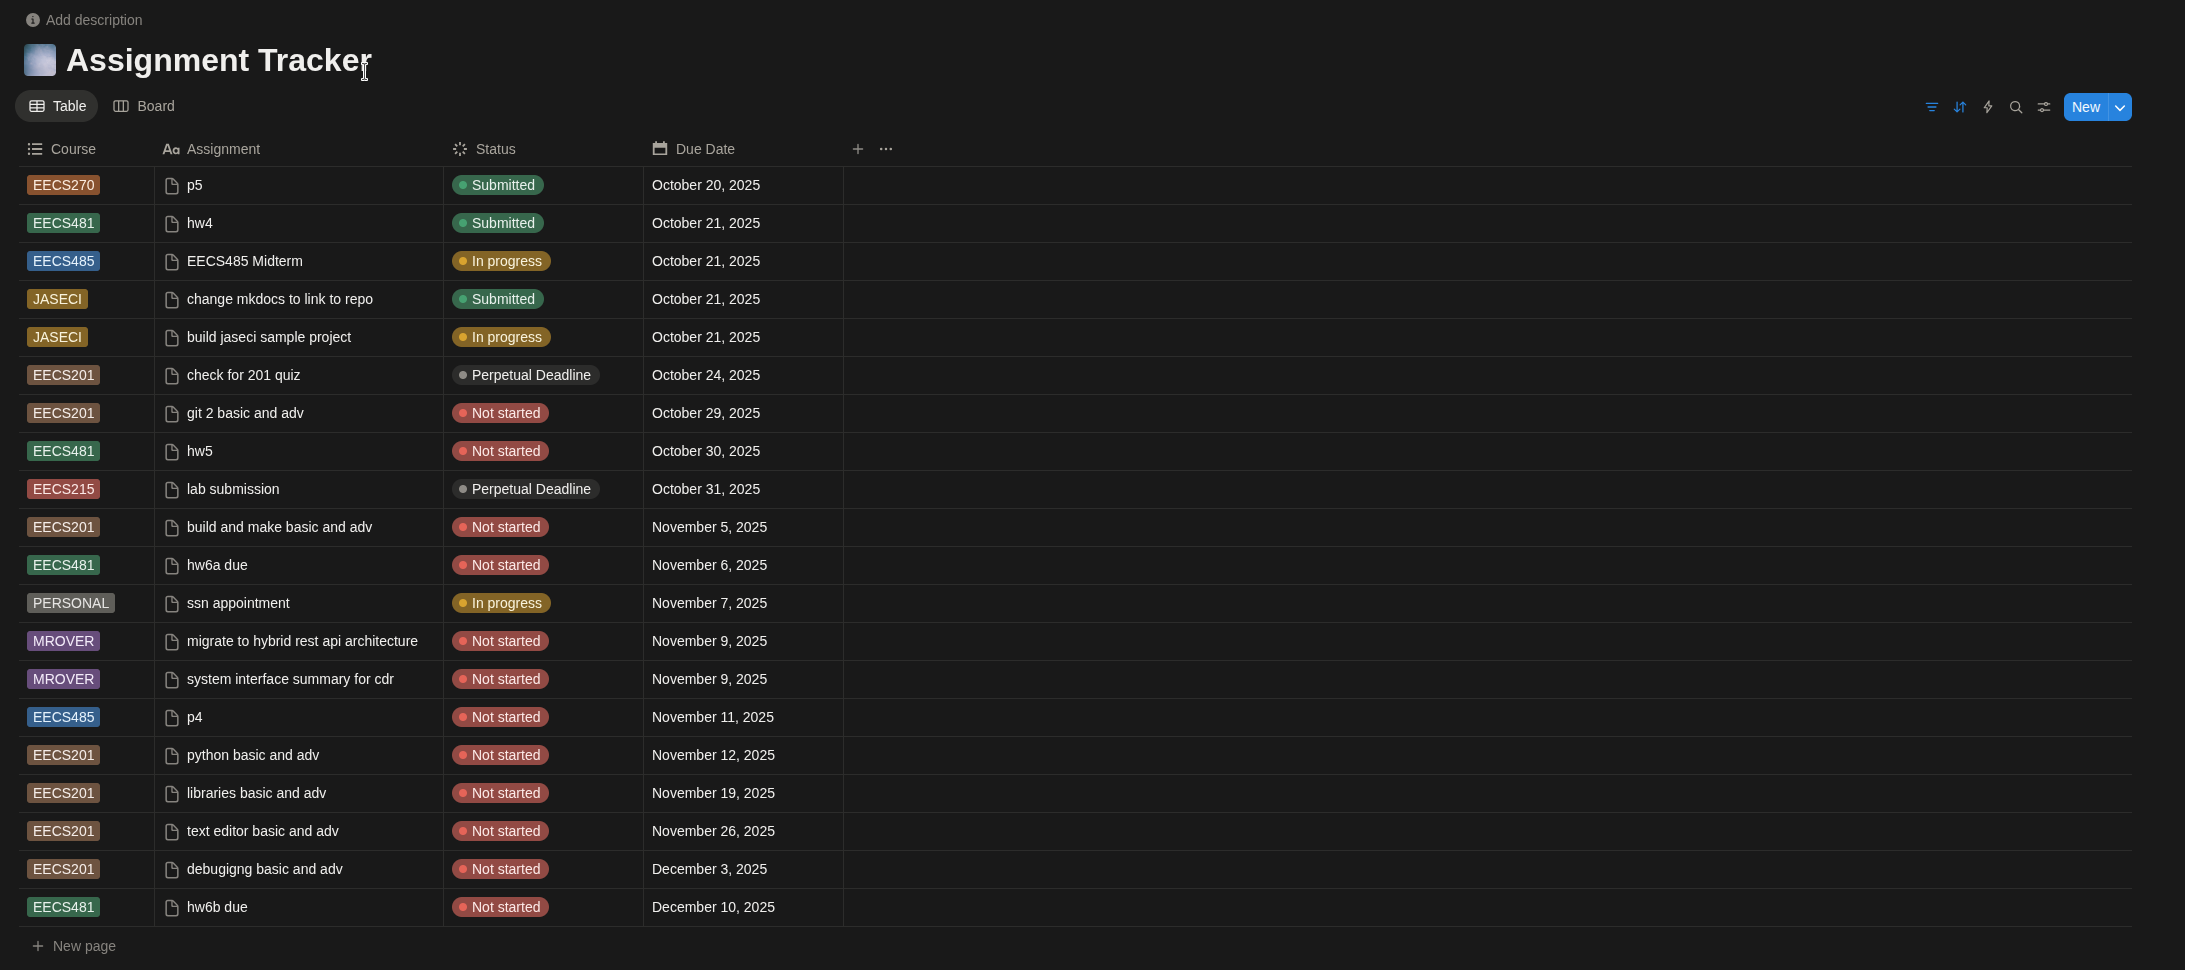 Add description
Assignment Tracker
Table Board New
Course Assignment Status Due Date
EECS270 p5 Submitted October 20, 2025
EECS481 hw4 Submitted October 21, 2025
EECS485 EECS485 Midterm In progress October 21, 2025
JASECI change mkdocs to link to repo Submitted October 21, 2025
JASECI build jaseci sample project In progress October 21, 2025
EECS201 check for 201 quiz Perpetual Deadline October 24, 2025
EECS201 git 2 basic and adv Not started October 29, 2025
EECS481 hw5 Not started October 30, 2025
EECS215 lab submission Perpetual Deadline October 31, 2025
EECS201 build and make basic and adv Not started November 5, 2025
EECS481 hw6a due Not started November 6, 2025
PERSONAL ssn appointment In progress November 7, 2025
MROVER migrate to hybrid rest api architecture Not started November 9, 2025
MROVER system interface summary for cdr Not started November 9, 2025
EECS485 p4 Not started November 11, 2025
EECS201 python basic and adv Not started November 12, 2025
EECS201 libraries basic and adv Not started November 19, 2025
EECS201 text editor basic and adv Not started November 26, 2025
EECS201 debugigng basic and adv Not started December 3, 2025
EECS481 hw6b due Not started December 10, 2025
New page